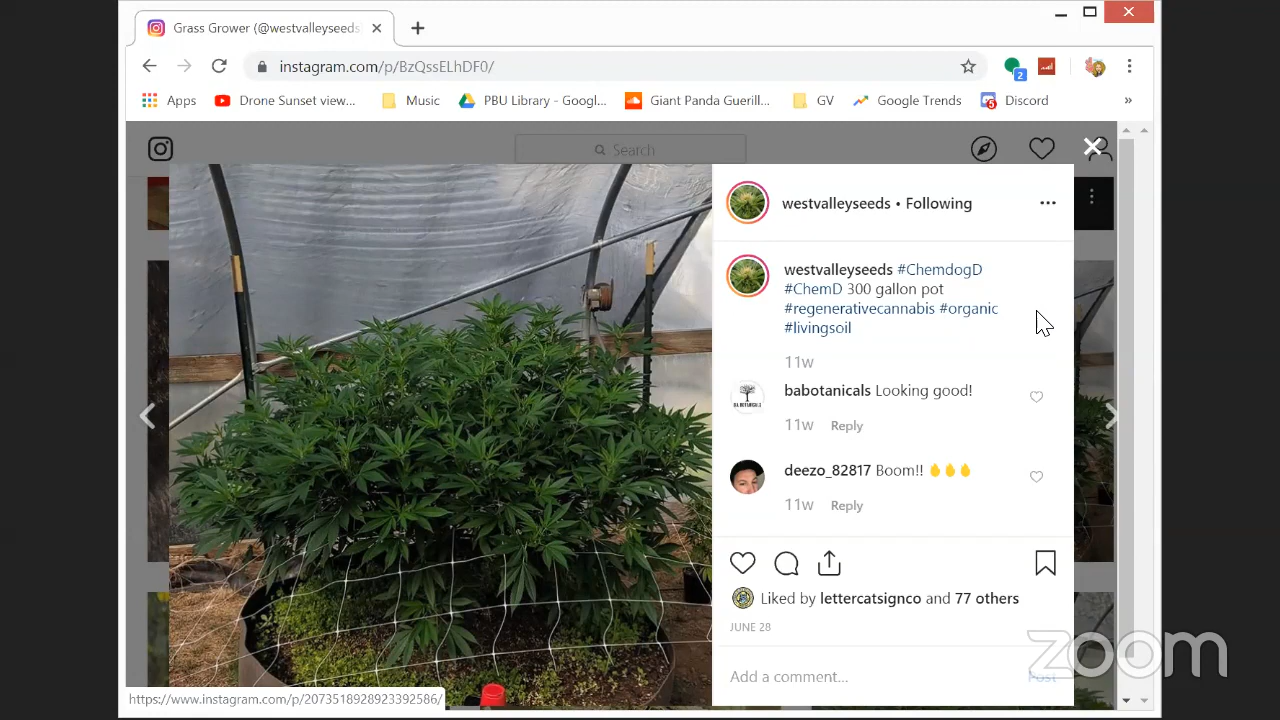 Grass Grower (@westvalleyseeds
instagram.com/p/BzQssELhDF0/
2
Apps
Drone Sunset view...
Music
PBU Library - Googl...
Giant Panda Guerill...
GV
Google Trends
5
Discord
»
Search
westvalleyseeds • Following
westvalleyseeds #ChemdogD
#ChemD 300 gallon pot
#regenerativecannabis #organic
#livingsoil
11w
babotanicals Looking good!
11w Reply
deezo_82817 Boom!! 💧💧💧
11w Reply
Liked by lettercatsignco and 77 others
JUNE 28
Add a comment...
Post
zoom
https://www.instagram.com/p/2073518692923392566/